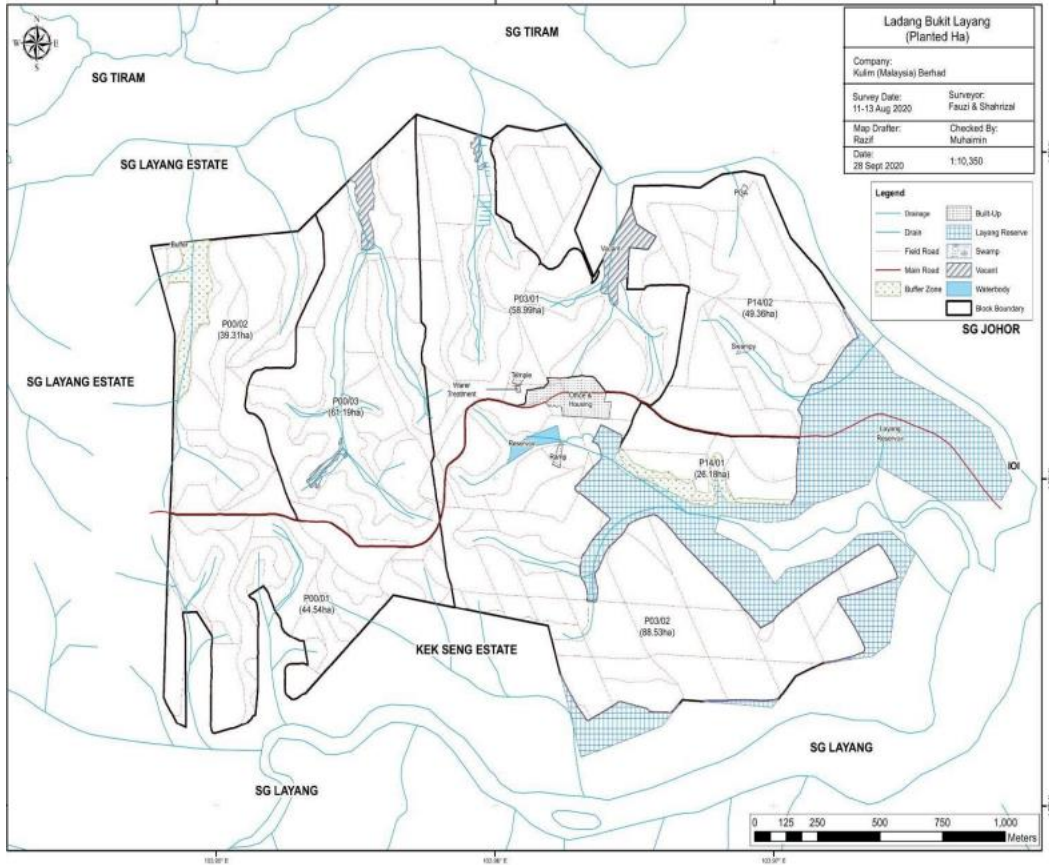 Ladang Bukit Layang
(Planted Ha)
Company:
Kulim (Malaysia) Berhad
Survey Date:
11-13 Aug 2020
Surveyor:
Fauzi & Shahrizal
Map Drafter:
Razif
Checked By:
Muhaimin
Date:
28 Sept 2020
1:10,350
Legend
Drainage
Drain
Field Road
Main Road
Buffer Zone
Built-Up
Layang Reserve
Swamp
Vacant
Waterbody
Block Boundary
N
W
E
S
SG TIRAM
SG TIRAM
SG LAYANG ESTATE
SG JOHOR
SG LAYANG ESTATE
Buffer
P00/02
(39.31ha)
P03/01
(58.99ha)
Vacant
P14/02
(49.36ha)
Swampy
P00/03
(61.19ha)
Water
Treatment
Temple
Office &
Housing
Reservoir
Ramp
P14/01
(26.18ha)
Layang
Reserve
IOI
P00/01
(44.54ha)
P03/02
(88.53ha)
KEK SENG ESTATE
SG LAYANG
SG LAYANG
0 125 250 500 750 1,000
Meters
103.96° E
103.97° E